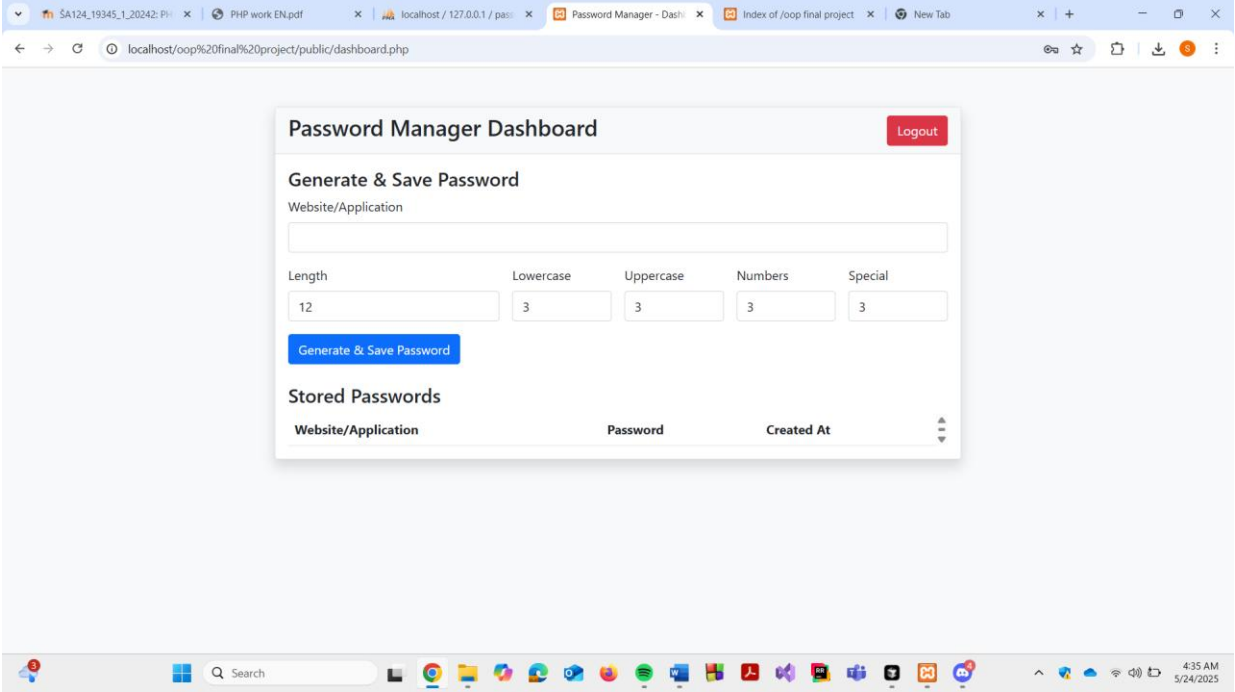 ŠA124_19345_1_20242: PH
PHP work EN.pdf
localhost / 127.0.0.1 / pass
Password Manager - Dash
Index of /oop final project
New Tab
localhost/oop%20final%20project/public/dashboard.php
S
Password Manager Dashboard
Logout
Generate & Save Password
Website/Application
Length Lowercase Uppercase Numbers Special
12 3 3 3 3
Generate & Save Password
Stored Passwords
Website/Application Password Created At
3
Search
4
4:35 AM
5/24/2025